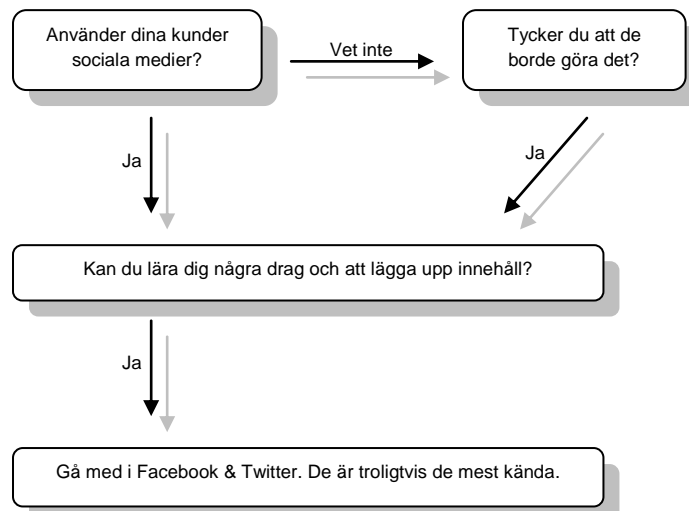 Använder dina kunder
sociala medier?
Vet inte
Tycker du att de
borde göra det?
Ja
Ja
Kan du lära dig några drag och att lägga upp innehåll?
Ja
Gå med i Facebook & Twitter. De är troligtvis de mest kända.